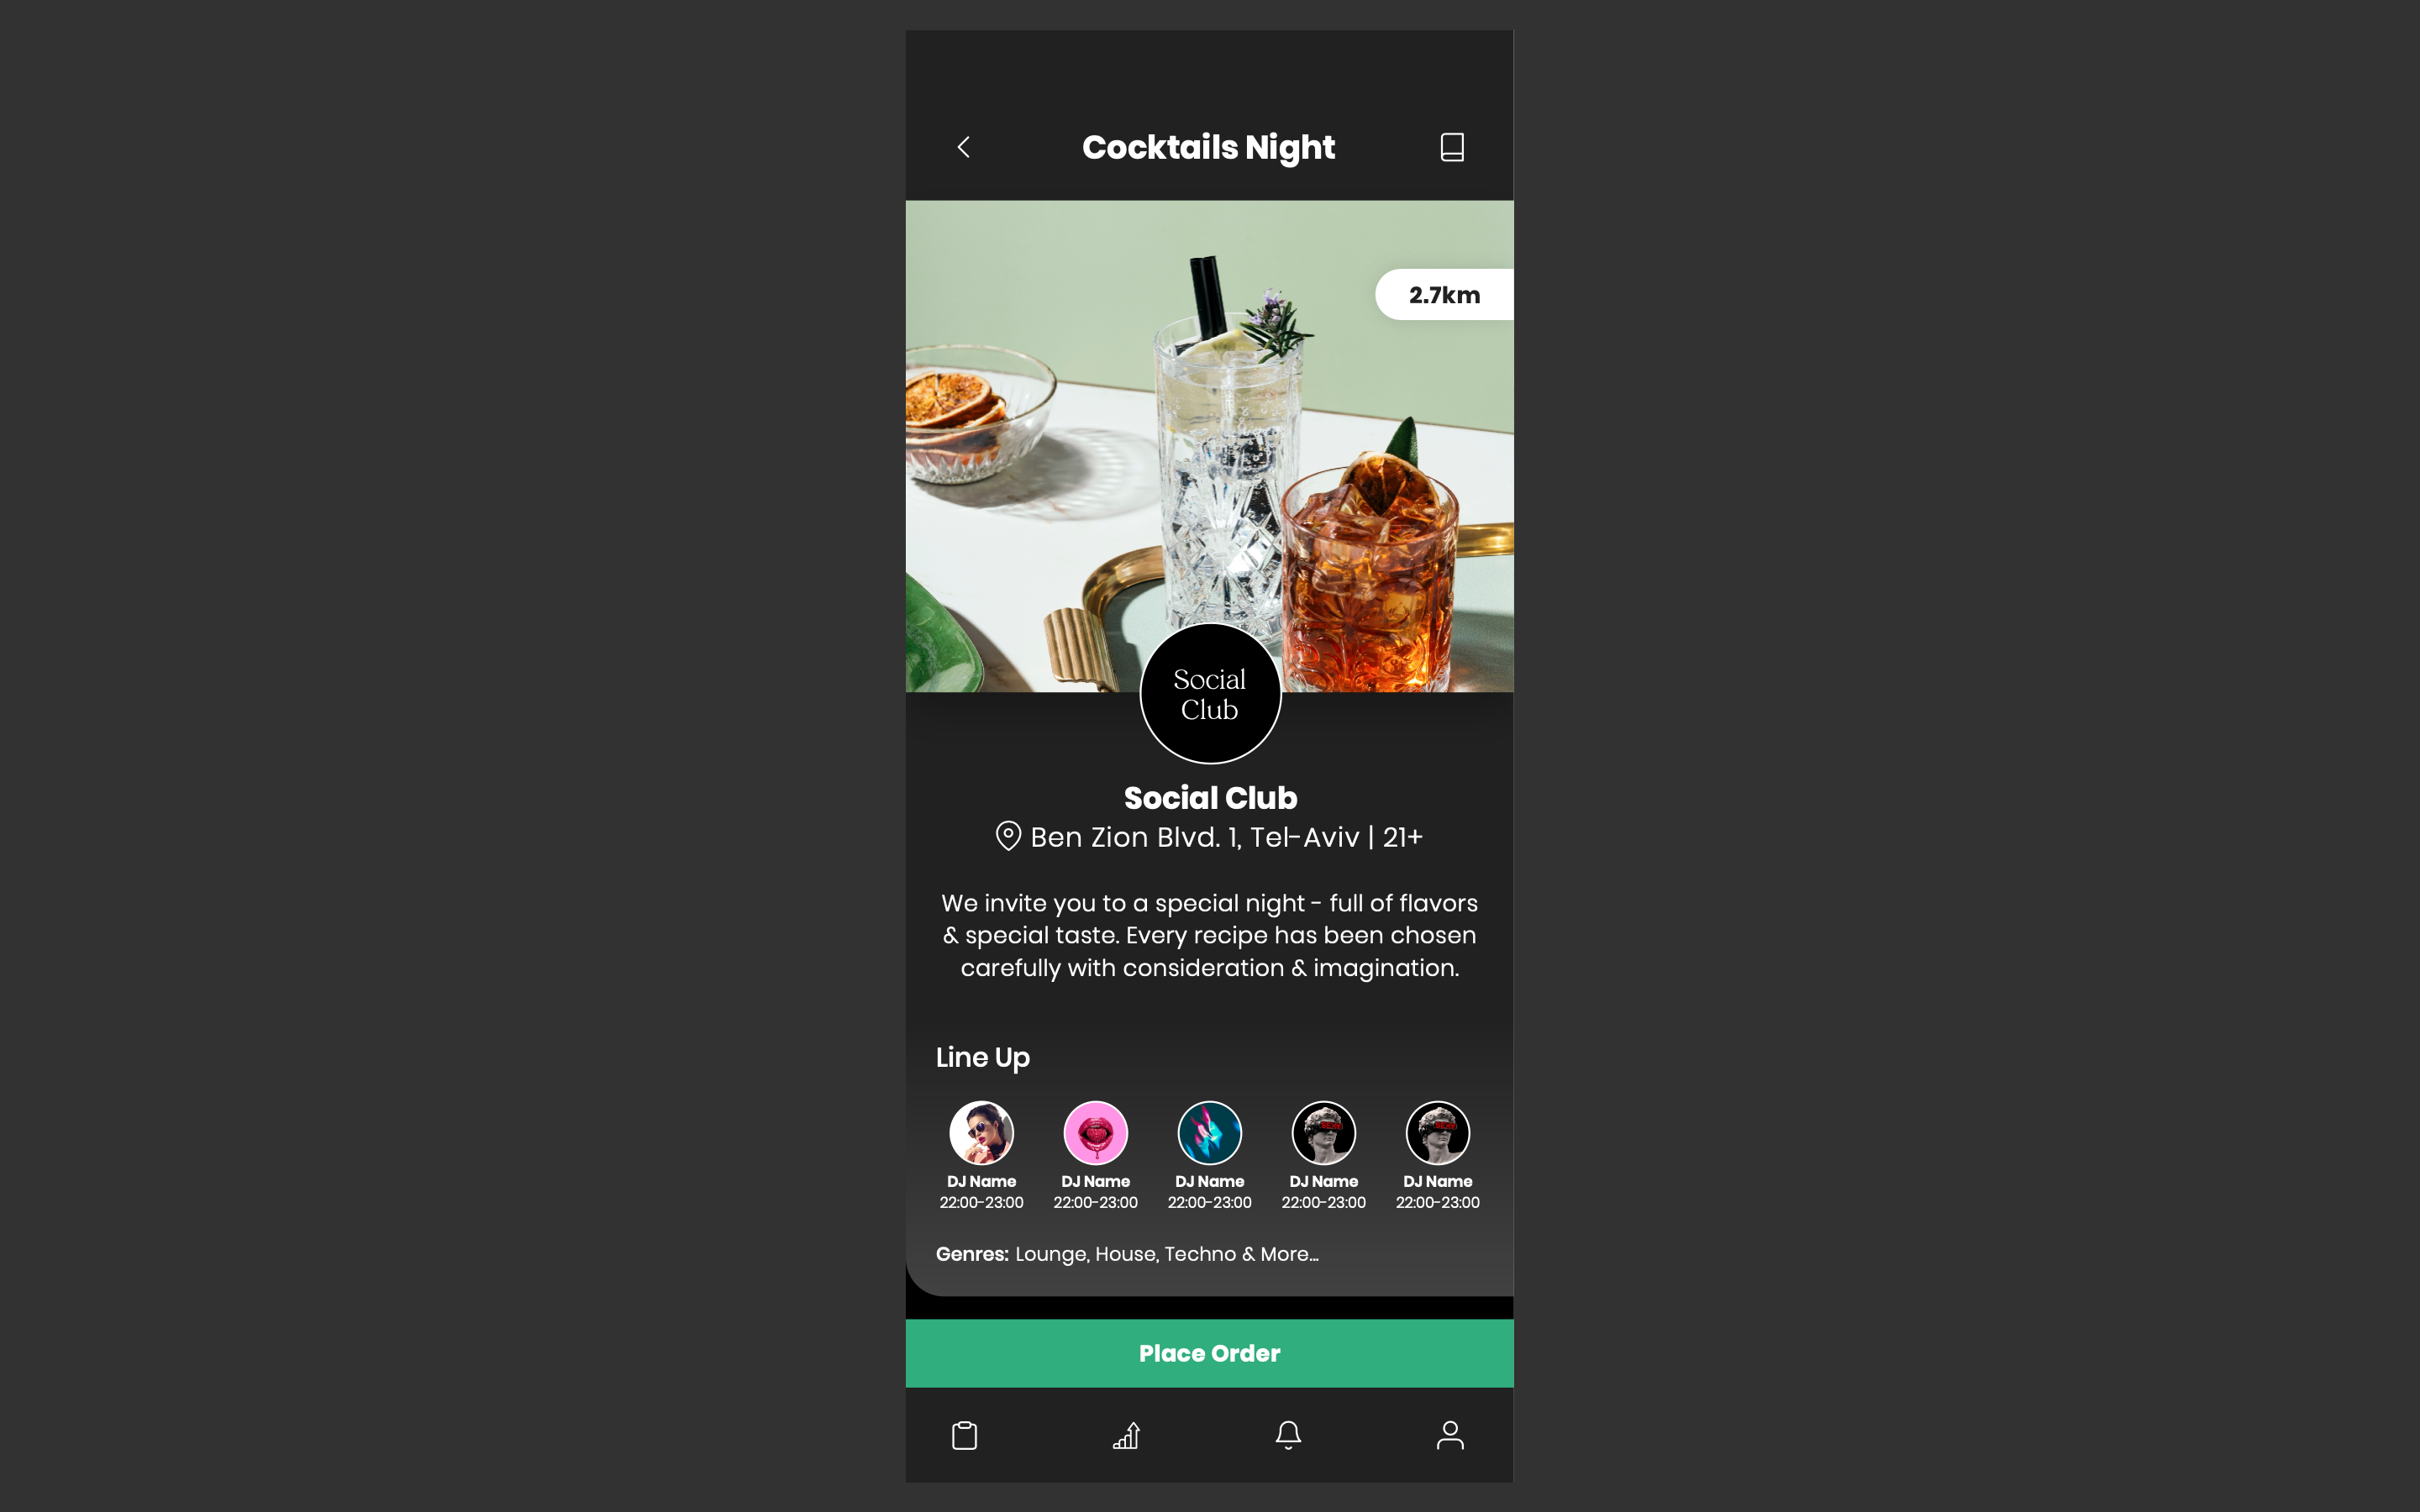 Cocktails Night
2.7km
Social
Club
Social Club
Ben Zion Blvd. 1, Tel-Aviv | 21+
We invite you to a special night - full of flavors
& special taste. Every recipe has been chosen
carefully with consideration & imagination.
Line Up
SEXY
SEXY
DJ Name
DJ Name
DJ Name
DJ Name
DJ Name
22:00-23:00
22:00-23:00
22:00-23:00
22:00-23:00
22:00-23:00
Genres: Lounge, House, Techno & More...
Place Order